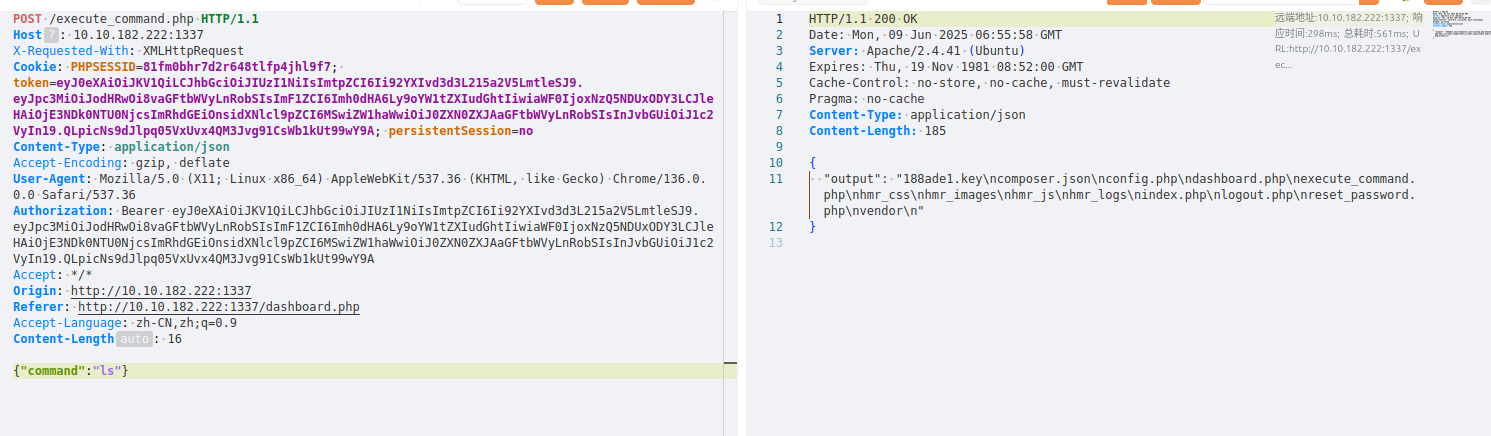 POST /execute_command.php HTTP/1.1
Host ? : 10.10.182.222:1337
X-Requested-With: XMLHttpRequest
Cookie: PHPSESSID=81fm0bhr7d2r648tlfp4jhl9f7;
token=eyJ0eXAiOiJKV1QiLCJhbGciOiJIUzI1NiIsImtpZCI6Ii92YXIvd3d3L215a2V5LmtleSJ9.
eyJpc3MiOiJodHRwOi8vaGFtbWVyLnRobSIsImF1ZCI6Imh0dHA6Ly9oYW1tZXIudGhtIiwiaWF0IjoxNzQ5NDUxODY3LCJle
HAiOjE3NDk0NTU0NjcsImRhdGEiOnsidXNlcl9pZCI6MSwiZW1haWwiOiJ0ZXN0ZXJAaGFtbWVyLnRobSIsInJvbGUiOiJ1c2
VyIn19.QLpicNs9dJlpq05VxUvx4QM3Jvg91CsWb1kUt99wY9A; persistentSession=no
Content-Type: application/json
Accept-Encoding: gzip, deflate
User-Agent: Mozilla/5.0 (X11; Linux x86_64) AppleWebKit/537.36 (KHTML, like Gecko) Chrome/136.0.
0.0 Safari/537.36
Authorization: Bearer eyJ0eXAiOiJKV1QiLCJhbGciOiJIUzI1NiIsImtpZCI6Ii92YXIvd3d3L215a2V5LmtleSJ9.
eyJpc3MiOiJodHRwOi8vaGFtbWVyLnRobSIsImF1ZCI6Imh0dHA6Ly9oYW1tZXIudGhtIiwiaWF0IjoxNzQ5NDUxODY3LCJle
HAiOjE3NDk0NTU0NjcsImRhdGEiOnsidXNlcl9pZCI6MSwiZW1haWwiOiJ0ZXN0ZXJAaGFtbWVyLnRobSIsInJvbGUiOiJ1c2
VyIn19.QLpicNs9dJlpq05VxUvx4QM3Jvg91CsWb1kUt99wY9A
Accept: */*
Origin: http://10.10.182.222:1337
Referer: http://10.10.182.222:1337/dashboard.php
Accept-Language: zh-CN,zh;q=0.9
Content-Length auto : 16
{"command":"ls"}
1 HTTP/1.1 200 OK
2 Date: Mon, 09 Jun 2025 06:55:58 GMT
3 Server: Apache/2.4.41 (Ubuntu)
4 Expires: Thu, 19 Nov 1981 08:52:00 GMT
5 Cache-Control: no-store, no-cache, must-revalidate
6 Pragma: no-cache
7 Content-Type: application/json
8 Content-Length: 185
9
10 {
11 "output": "188ade1.key\ncomposer.json\nconfig.php\ndashboard.php\nexecute_command.
php\nhmr_css\nhmr_images\nhmr_js\nhmr_logs\nindex.php\nlogout.php\nreset_password.
php\nvendor\n"
12 }
13
远端地址:10.10.182.222:1337; 响
应时间:298ms; 总耗时:561ms; U
RL:http://10.10.182.222:1337/ex
ec...